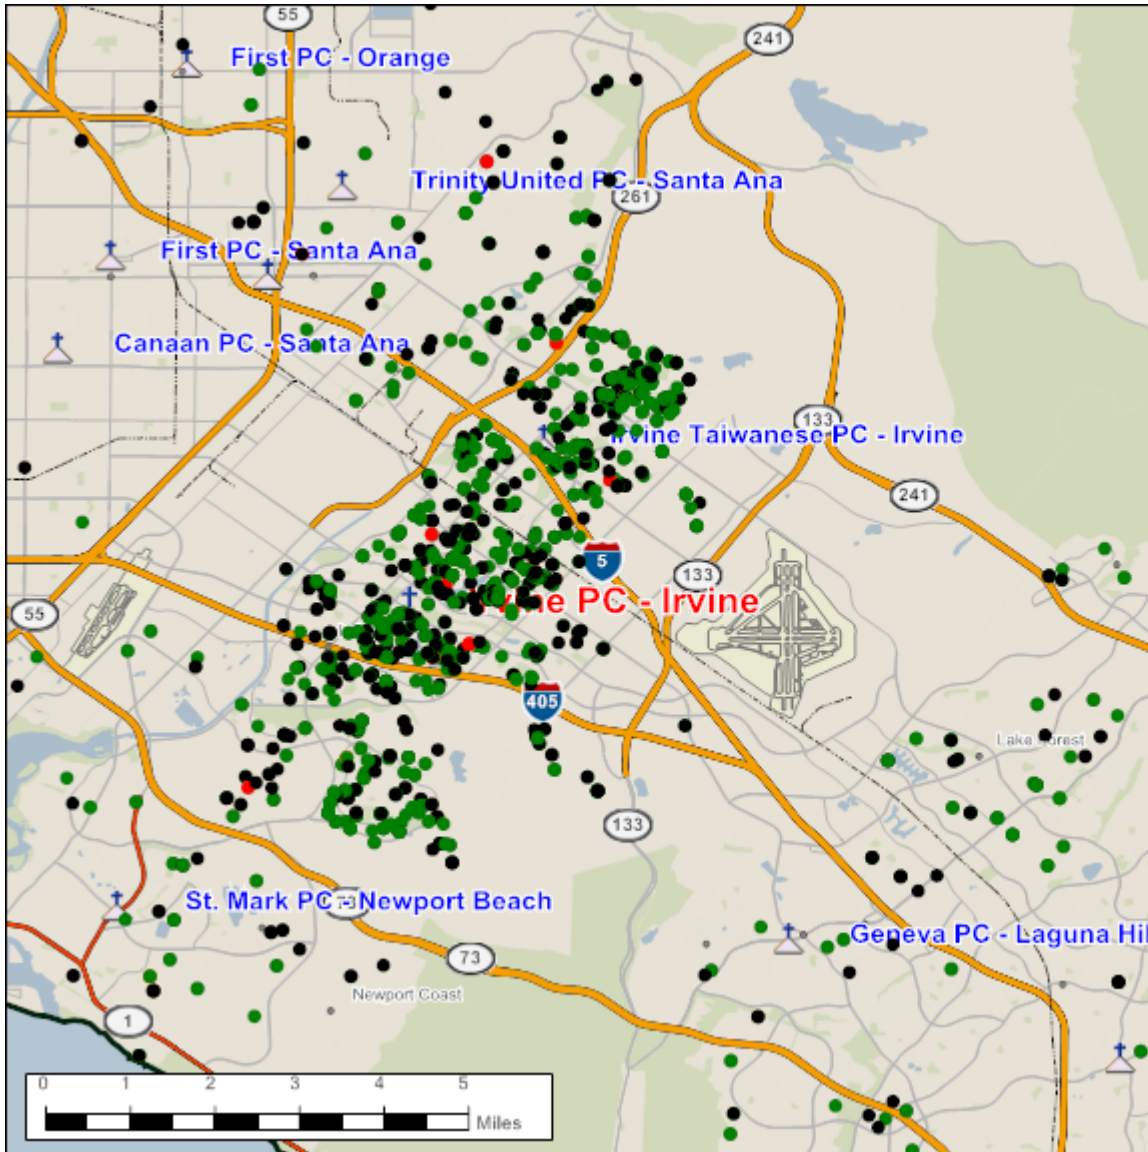 55
241
First PC - Orange
Trinity United PC - Santa Ana
261
First PC - Santa Ana
Canaan PC - Santa Ana
133
Irvine Taiwanese PC - Irvine
241
5
133
PC - Irvine
55
405
Lake Forest
133
St. Mark PC - Newport Beach
73
Geneva PC - Laguna Hil
73
Newport Coast
1
0 1 2 3 4 5
Miles